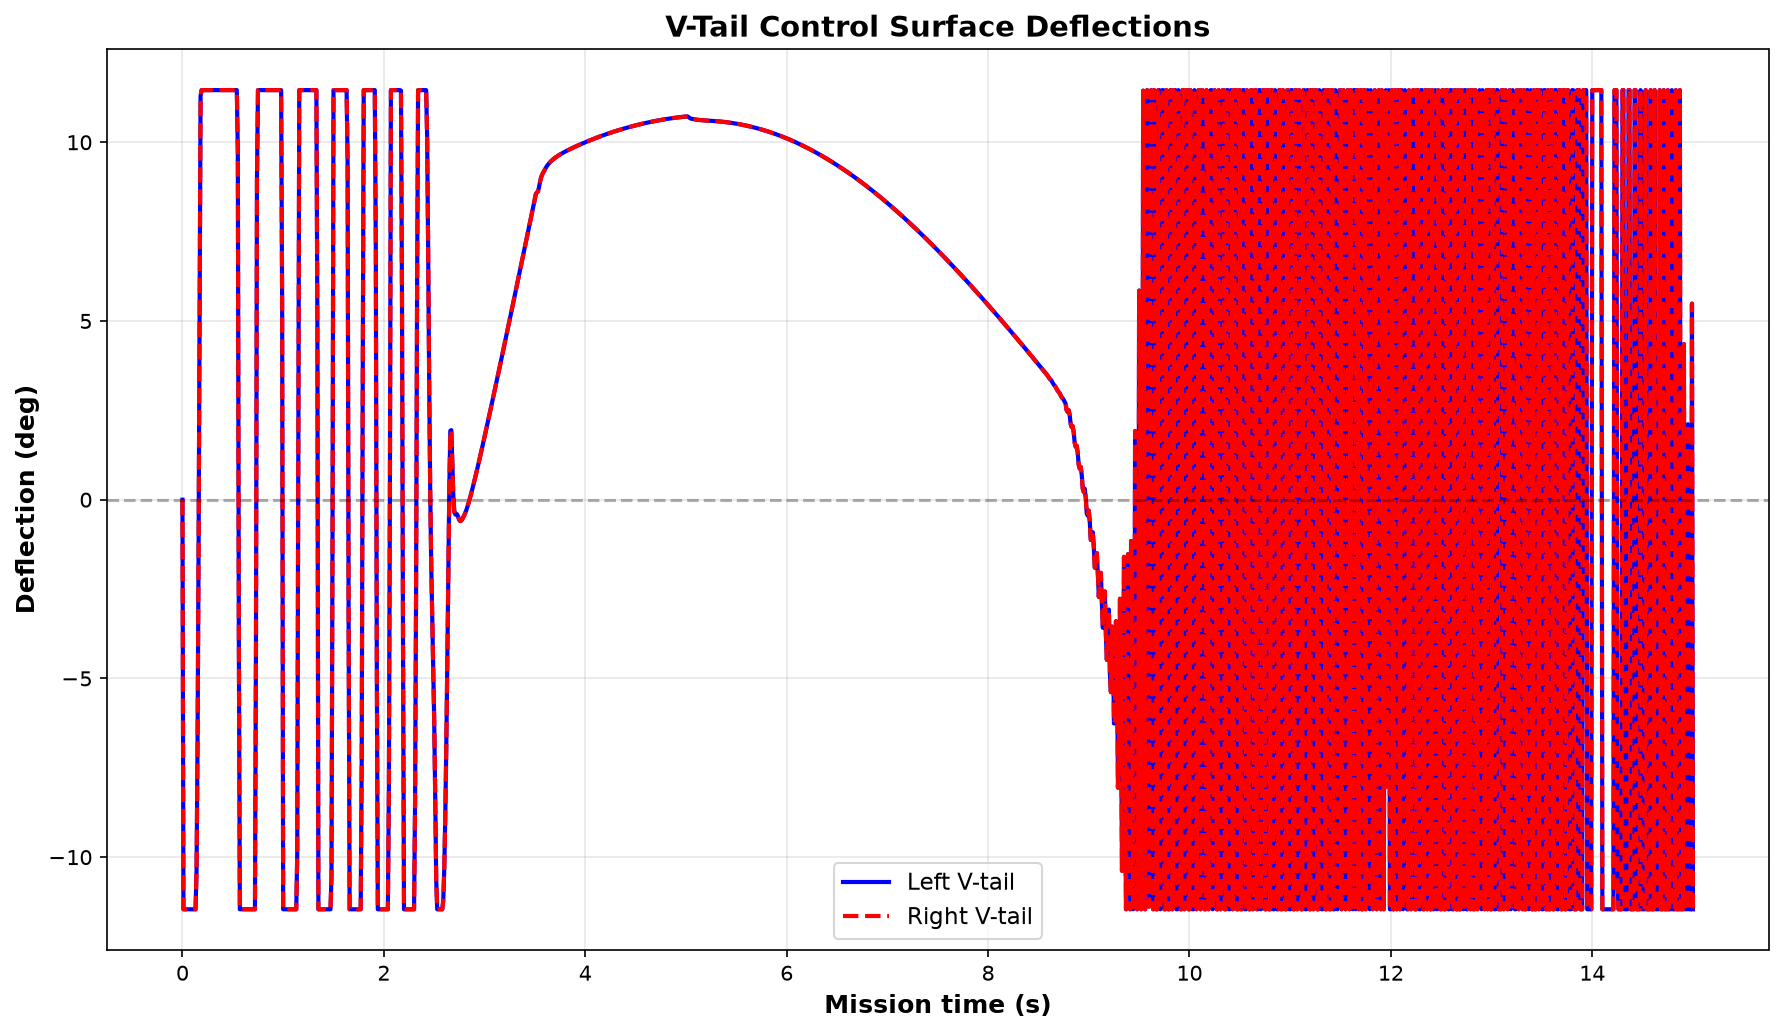 V-Tail Control Surface Deflections
Deflection (deg)
10
5
0
−5
−10
Left V-tail
Right V-tail
0 2 4 6 8 10 12 14
Mission time (s)